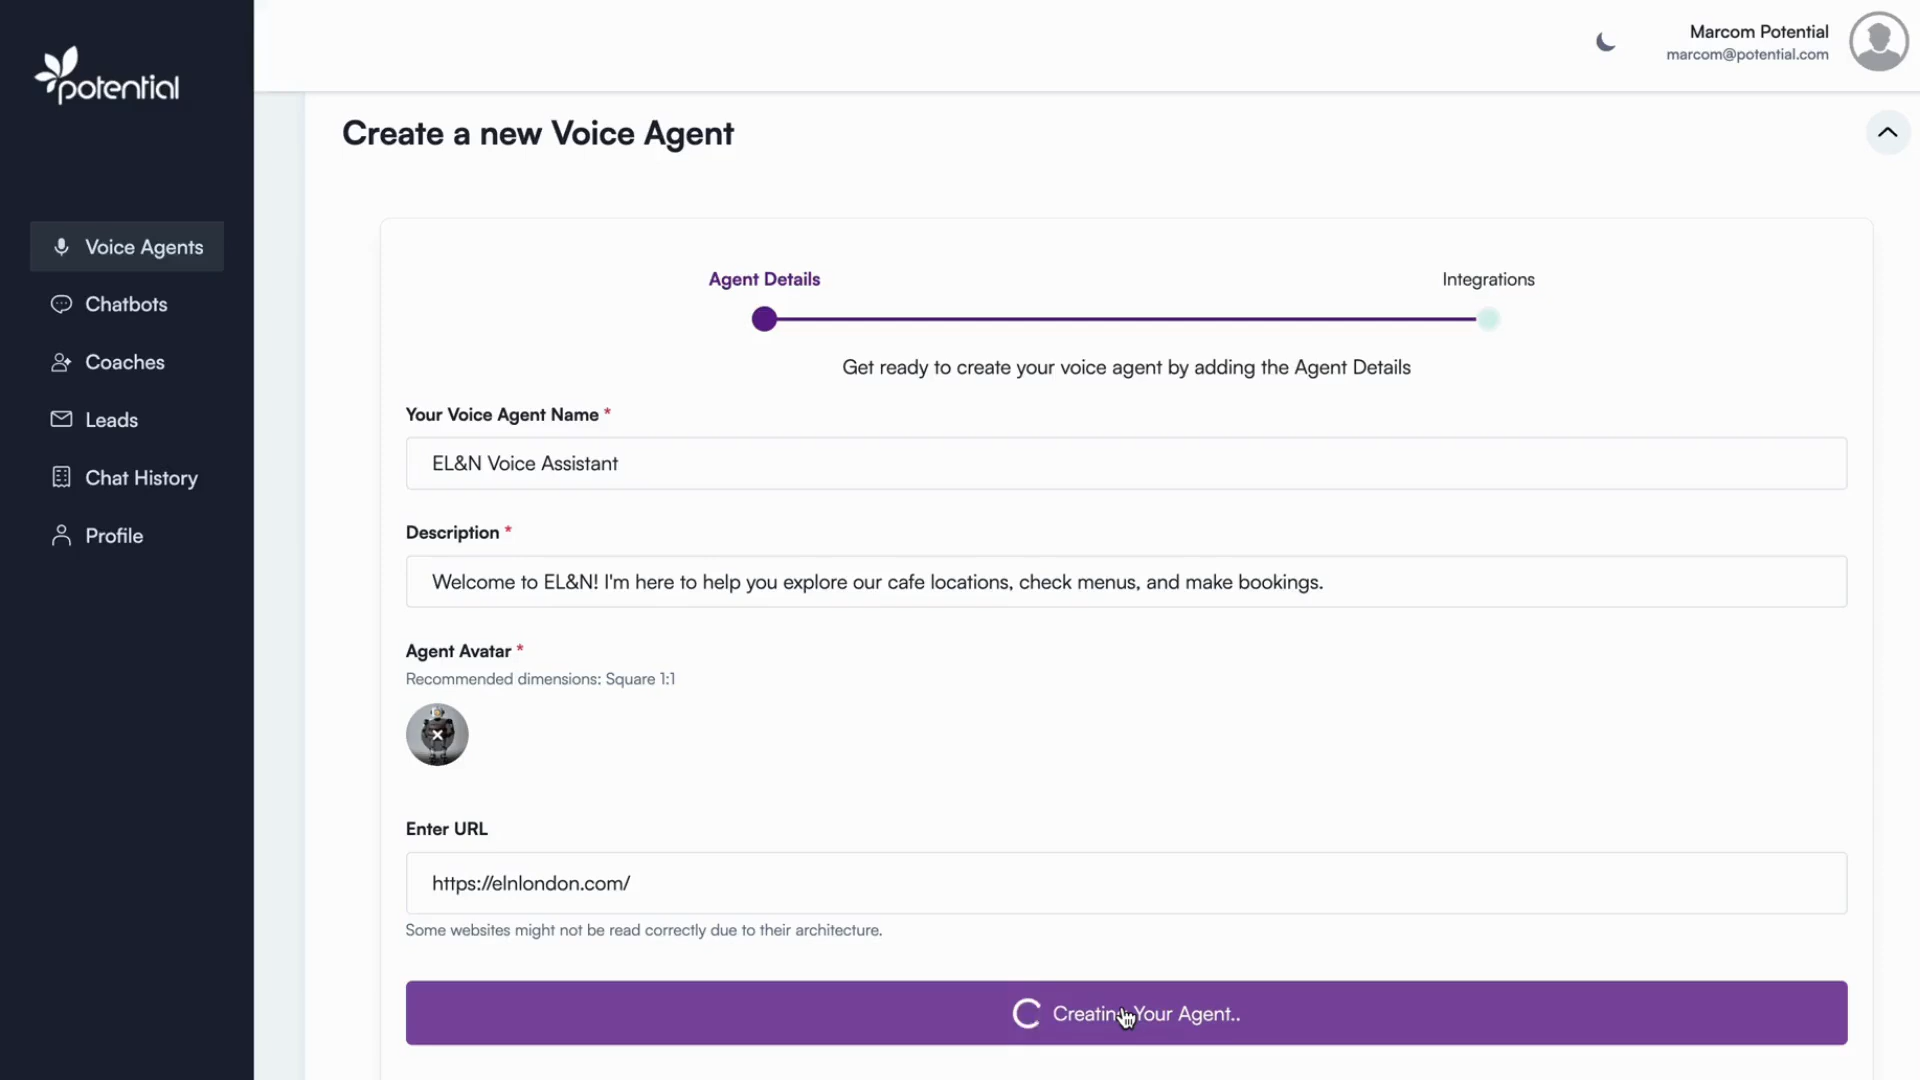 potential
Marcom Potential
marcom@potential.com
Create a new Voice Agent
Voice Agents
Chatbots
Coaches
Leads
Chat History
Profile
Agent Details
Integrations
Get ready to create your voice agent by adding the Agent Details
Your Voice Agent Name *
EL&N Voice Assistant
Description *
Welcome to EL&N! I'm here to help you explore our cafe locations, check menus, and make bookings.
Agent Avatar *
Recommended dimensions: Square 1:1
Enter URL
https://elnlondon.com/
Some websites might not be read correctly due to their architecture.
Creating Your Agent..